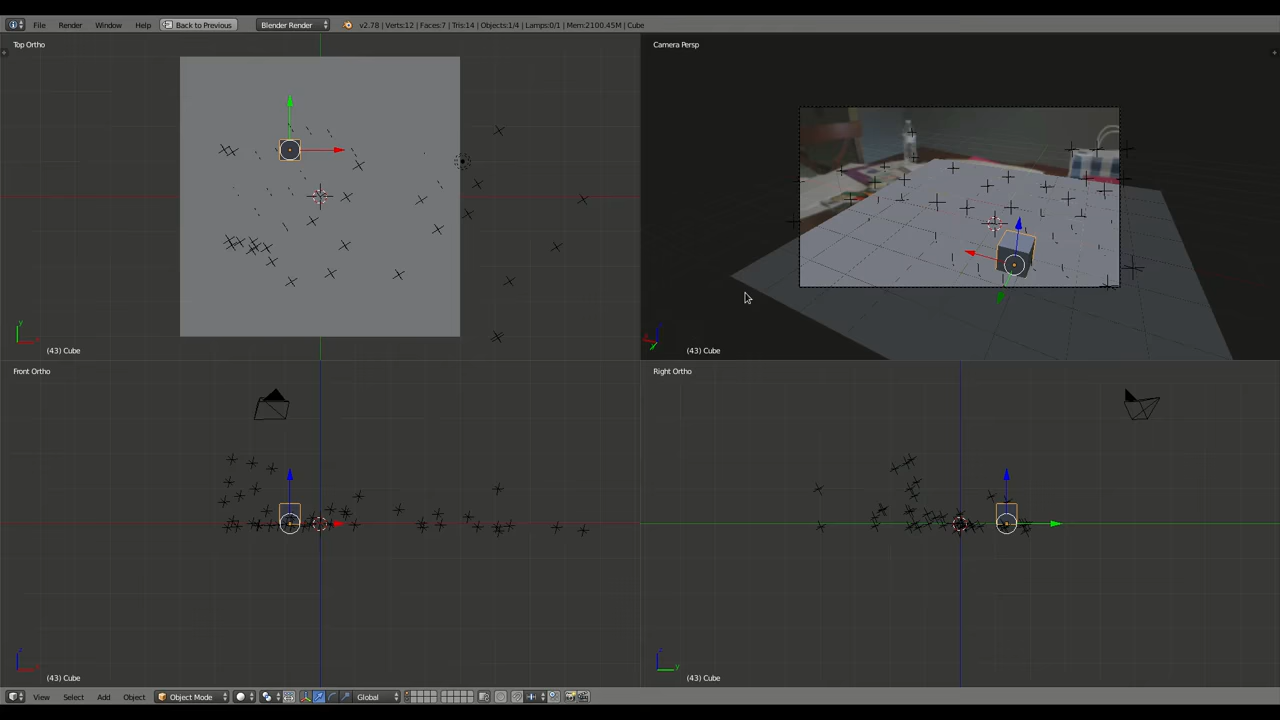 File Render Window Help Back to Previous Blender Render v2.78 | Verts:12 | Faces:7 | Tris:14 | Objects:1/4 | Lamps:0/1 | Mem:2100.45M | Cube
Top Ortho
Camera Persp
(43) Cube
(43) Cube
Front Ortho
Right Ortho
(43) Cube
(43) Cube
View Select Add Object Object Mode Global